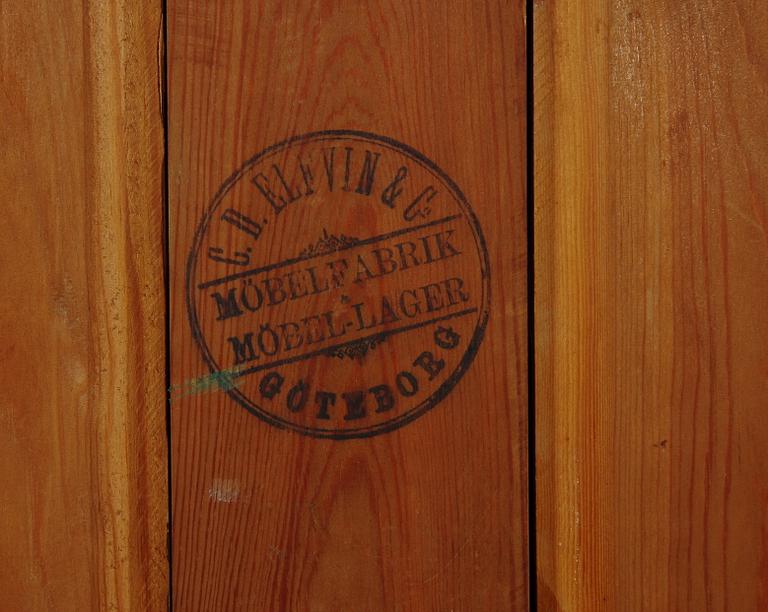 C. D. ELFVIN & C.
MÖBELFABRIK
&
MÖBEL-LAGER
GÖTEBORG